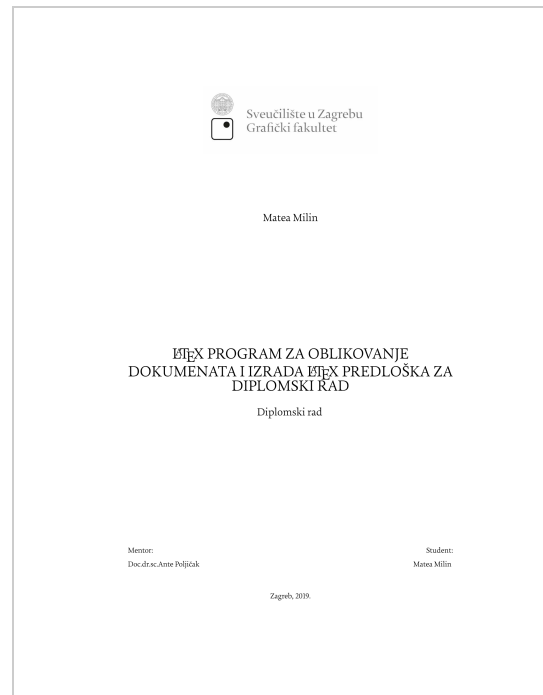 Sveučilište u Zagrebu
Grafički fakultet
Matea Milin
LATEX PROGRAM ZA OBLIKOVANJE
DOKUMENATA I IZRADA LATEX PREDLOŠKA ZA
DIPLOMSKI RAD
Diplomski rad
Mentor:
Student:
Doc.dr.sc.Ante Poljičak
Matea Milin
Zagreb, 2019.